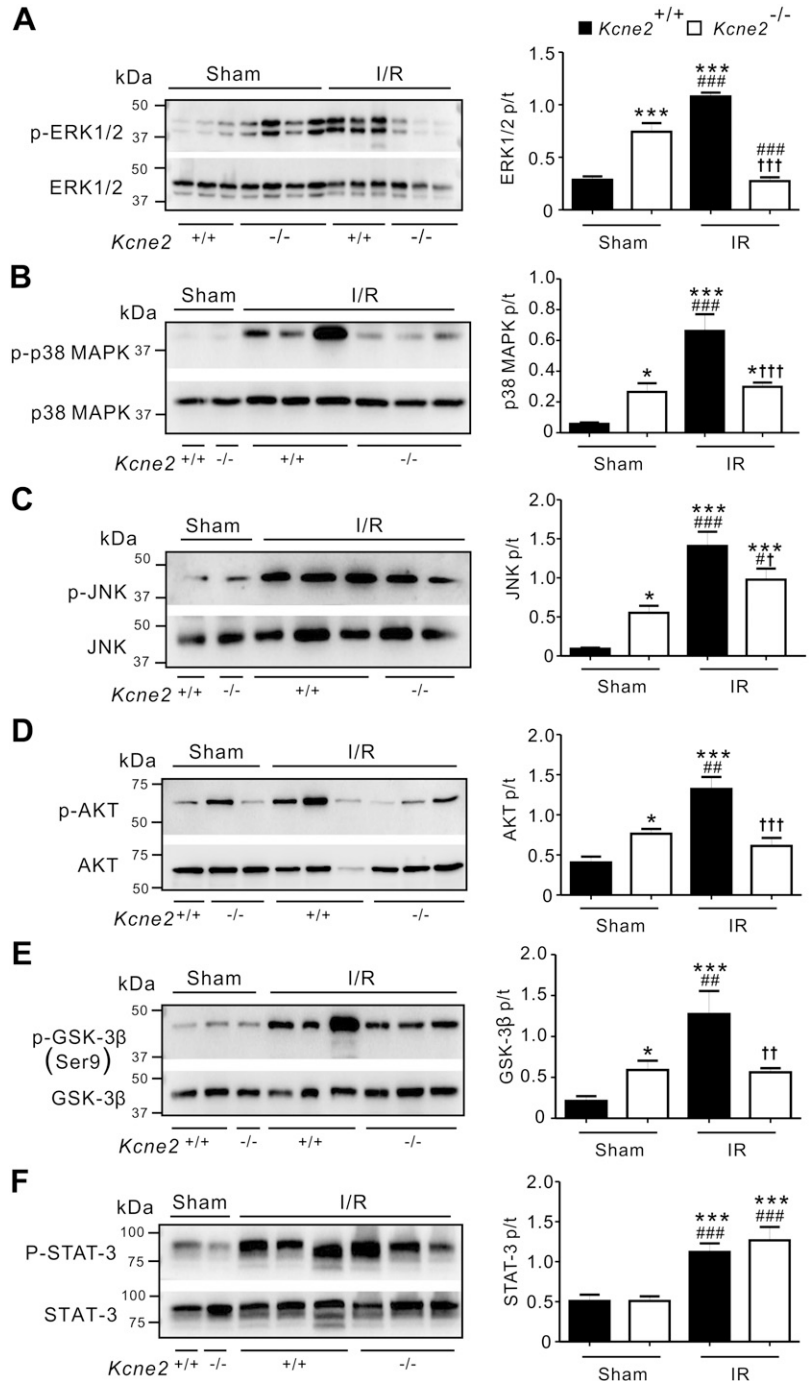 A
Kcne2+/+ Kcne2-/-
kDa Sham I/R
50
p-ERK1/2
37
50
ERK1/2
37
Kcne2 +/+ -/- +/+ -/-
1.5
1.0
0.5
0
ERK1/2 p/t
***
***
###
###
†††
Sham IR
B
kDa Sham I/R
p-p38 MAPK 37
p38 MAPK 37
Kcne2 +/+ -/- +/+ -/-
0.8
0.6
0.4
0.2
0
p38 MAPK p/t
*
***
###
*†††
Sham IR
C
kDa Sham I/R
50
p-JNK
37
50
JNK
37
Kcne2 +/+ -/- +/+ -/-
2.0
1.5
1.0
0.5
0
JNK p/t
*
***
###
***
#†
Sham IR
D
kDa Sham I/R
75
p-AKT
50
75
AKT
50
Kcne2 +/+ -/- +/+ -/-
2.0
1.5
1.0
0.5
0
AKT p/t
*
***
##
†††
Sham IR
E
kDa Sham I/R
50
p-GSK-3β
(Ser9)
37
50
GSK-3β
37
Kcne2 +/+ -/- +/+ -/-
2.0
1.5
1.0
0.5
0
GSK-3β p/t
*
***
##
††
Sham IR
F
kDa Sham I/R
100
P-STAT-3
75
100
STAT-3
75
Kcne2 +/+ -/- +/+ -/-
2.0
1.5
1.0
0.5
0
STAT-3 p/t
***
###
***
###
Sham IR